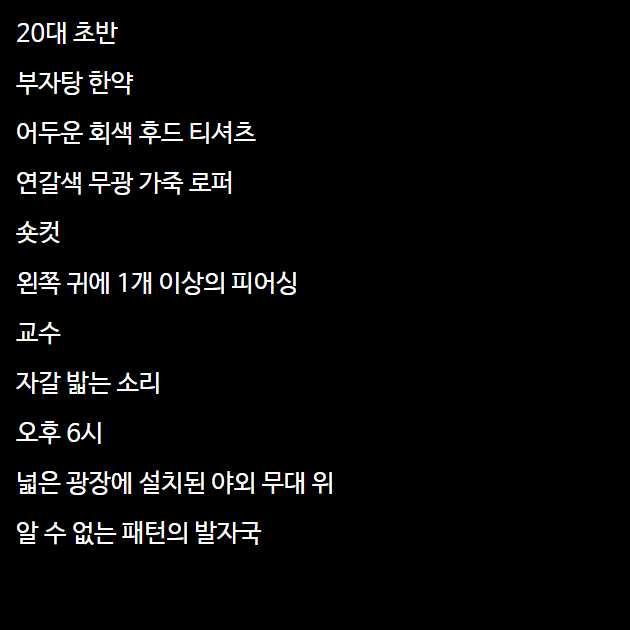 20대 초반
부자탕 한약
어두운 회색 후드 티셔츠
연갈색 무광 가죽 로퍼
숏컷
왼쪽 귀에 1개 이상의 피어싱
교수
자갈 밟는 소리
오후 6시
넓은 광장에 설치된 야외 무대 위
알 수 없는 패턴의 발자국